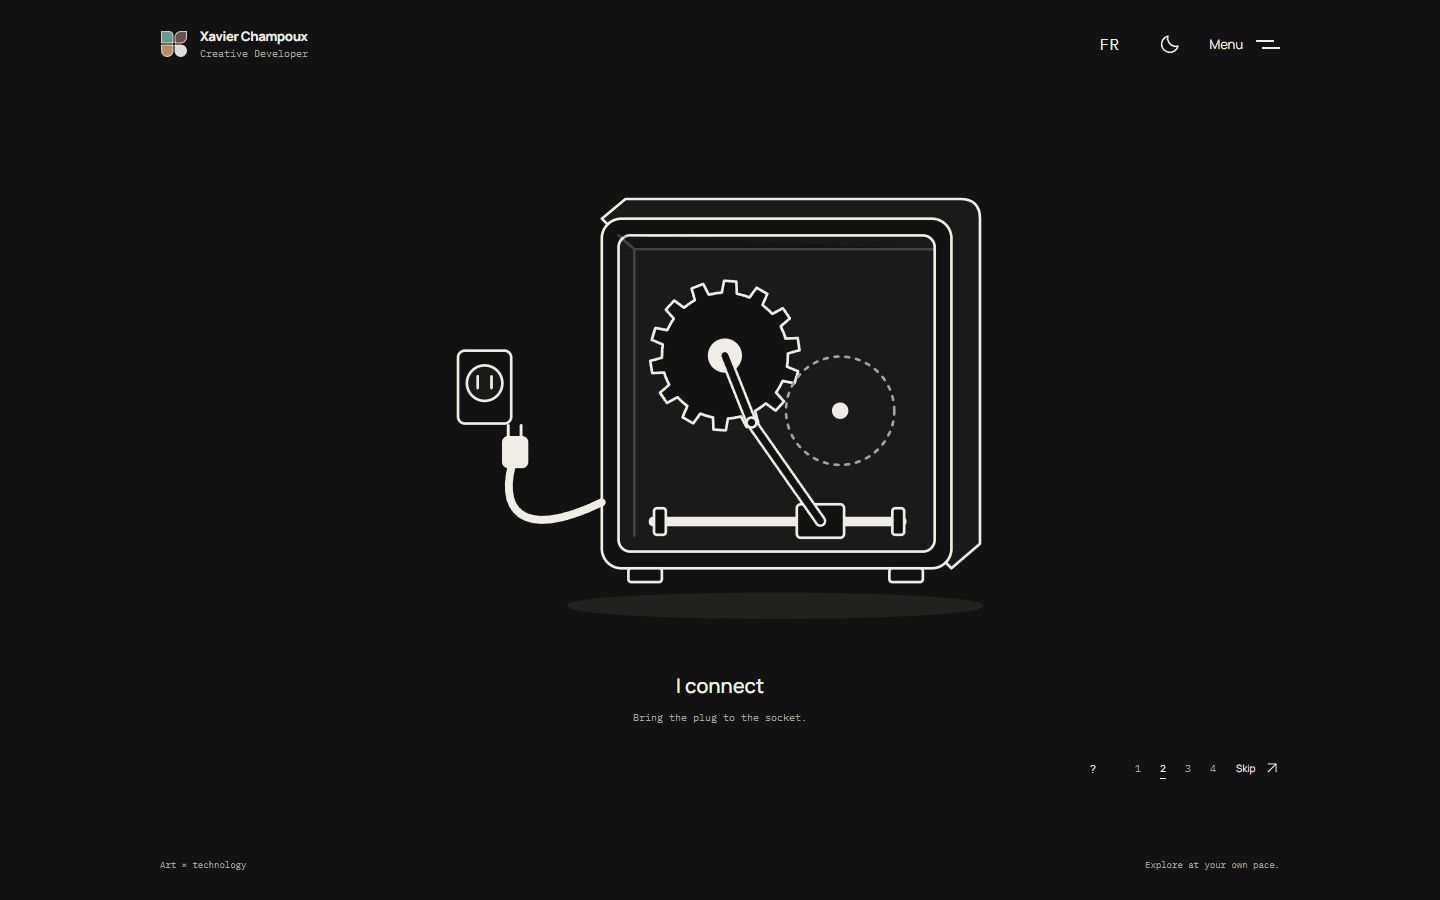 Xavier Champoux
Creative Developer
FR
Menu
I connect
Bring the plug to the socket.
? 1 2 3 4 Skip
Art × technology
Explore at your own pace.